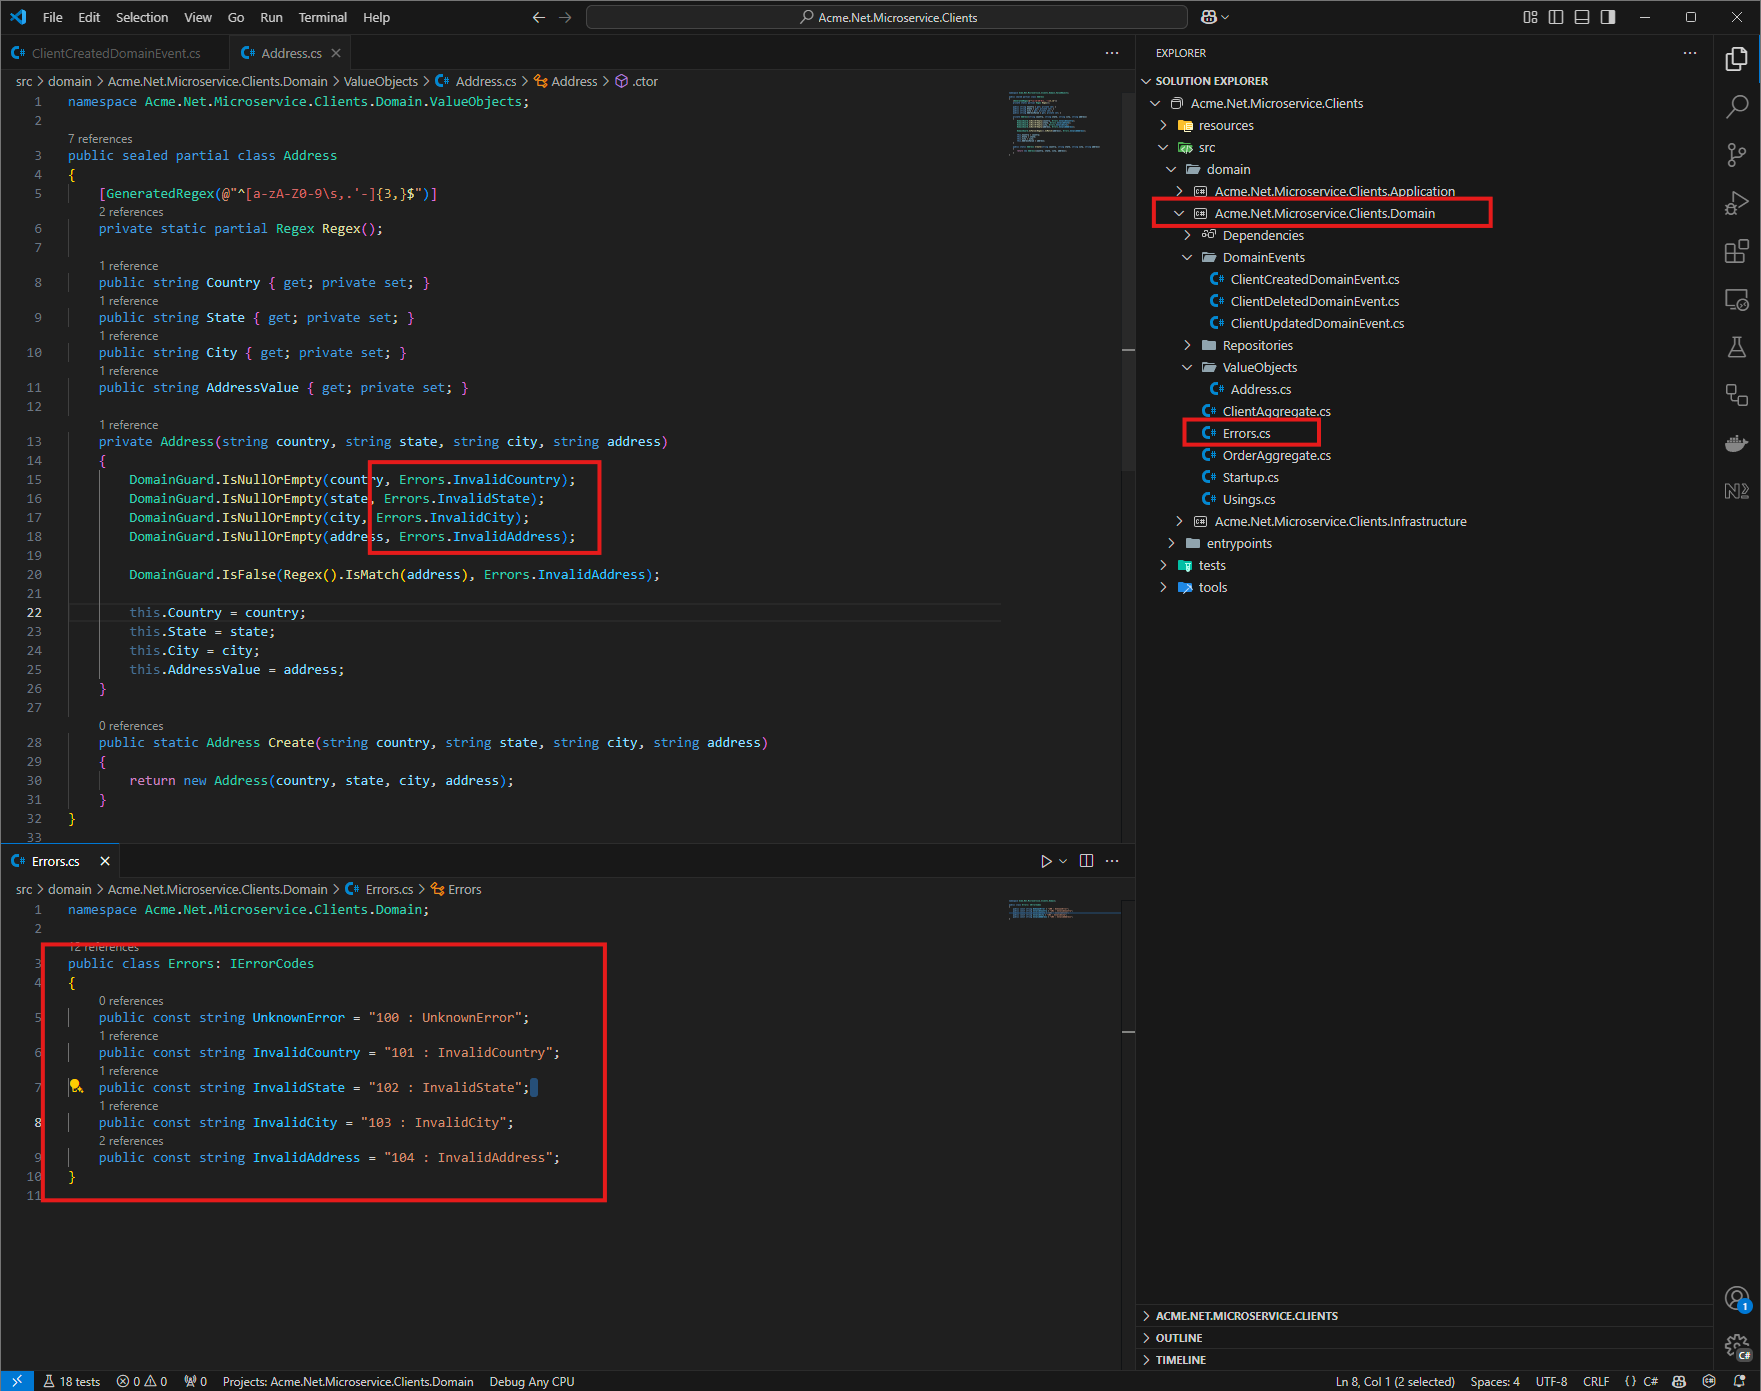 File Edit Selection View Go Run Terminal Help
Acme.Net.Microservice.Clients
ClientCreatedDomainEvent.cs
Address.cs
src > domain > Acme.Net.Microservice.Clients.Domain > ValueObjects > Address.cs > Address > .ctor
1 namespace Acme.Net.Microservice.Clients.Domain.ValueObjects;
2
7 references
3 public sealed partial class Address
4 {
5 [GeneratedRegex(@"^[a-zA-Z0-9\s,.'-]{3,}$")]
2 references
6 private static partial Regex Regex();
7
1 reference
8 public string Country { get; private set; }
1 reference
9 public string State { get; private set; }
1 reference
10 public string City { get; private set; }
1 reference
11 public string AddressValue { get; private set; }
12
1 reference
13 private Address(string country, string state, string city, string address)
14 {
15 DomainGuard.IsNullOrEmpty(country, Errors.InvalidCountry);
16 DomainGuard.IsNullOrEmpty(state, Errors.InvalidState);
17 DomainGuard.IsNullOrEmpty(city, Errors.InvalidCity);
18 DomainGuard.IsNullOrEmpty(address, Errors.InvalidAddress);
19
20 DomainGuard.IsFalse(Regex().IsMatch(address), Errors.InvalidAddress);
21
22 this.Country = country;
23 this.State = state;
24 this.City = city;
25 this.AddressValue = address;
26 }
27
0 references
28 public static Address Create(string country, string state, string city, string address)
29 {
30 return new Address(country, state, city, address);
31 }
32 }
33
Errors.cs
src > domain > Acme.Net.Microservice.Clients.Domain > Errors.cs > Errors
1 namespace Acme.Net.Microservice.Clients.Domain;
2
12 references
3 public class Errors: IErrorCodes
4 {
0 references
5 public const string UnknownError = "100 : UnknownError";
1 reference
6 public const string InvalidCountry = "101 : InvalidCountry";
1 reference
7 public const string InvalidState = "102 : InvalidState";
1 reference
8 public const string InvalidCity = "103 : InvalidCity";
2 references
9 public const string InvalidAddress = "104 : InvalidAddress";
10 }
11
EXPLORER
SOLUTION EXPLORER
Acme.Net.Microservice.Clients
resources
src
domain
Acme.Net.Microservice.Clients.Application
Acme.Net.Microservice.Clients.Domain
Dependencies
DomainEvents
ClientCreatedDomainEvent.cs
ClientDeletedDomainEvent.cs
ClientUpdatedDomainEvent.cs
Repositories
ValueObjects
Address.cs
ClientAggregate.cs
Errors.cs
OrderAggregate.cs
Startup.cs
Usings.cs
Acme.Net.Microservice.Clients.Infrastructure
entrypoints
tests
tools
ACME.NET.MICROSERVICE.CLIENTS
OUTLINE
TIMELINE
1
C#
18 tests 0 0 0 Projects: Acme.Net.Microservice.Clients.Domain Debug Any CPU
Ln 8, Col 1 (2 selected) Spaces: 4 UTF-8 CRLF {} C#